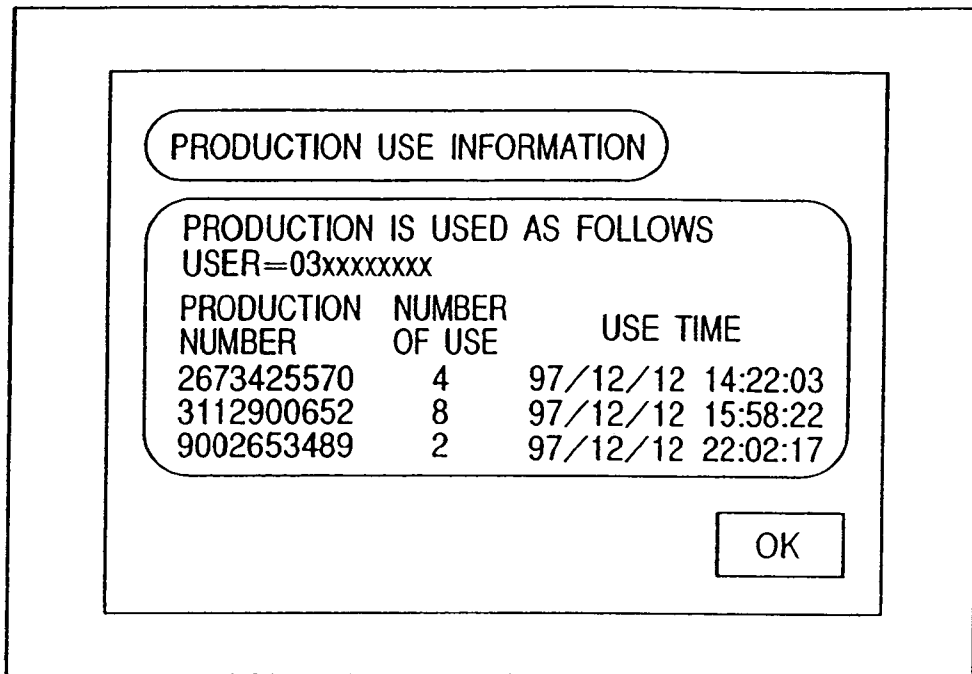 PRODUCTION USE INFORMATION
PRODUCTION IS USED AS FOLLOWS
USER=03xxxxxxxx
PRODUCTION NUMBER
NUMBER OF USE
USE TIME
2673425570 4 97/12/12 14:22:03
3112900652 8 97/12/12 15:58:22
9002653489 2 97/12/12 22:02:17
OK